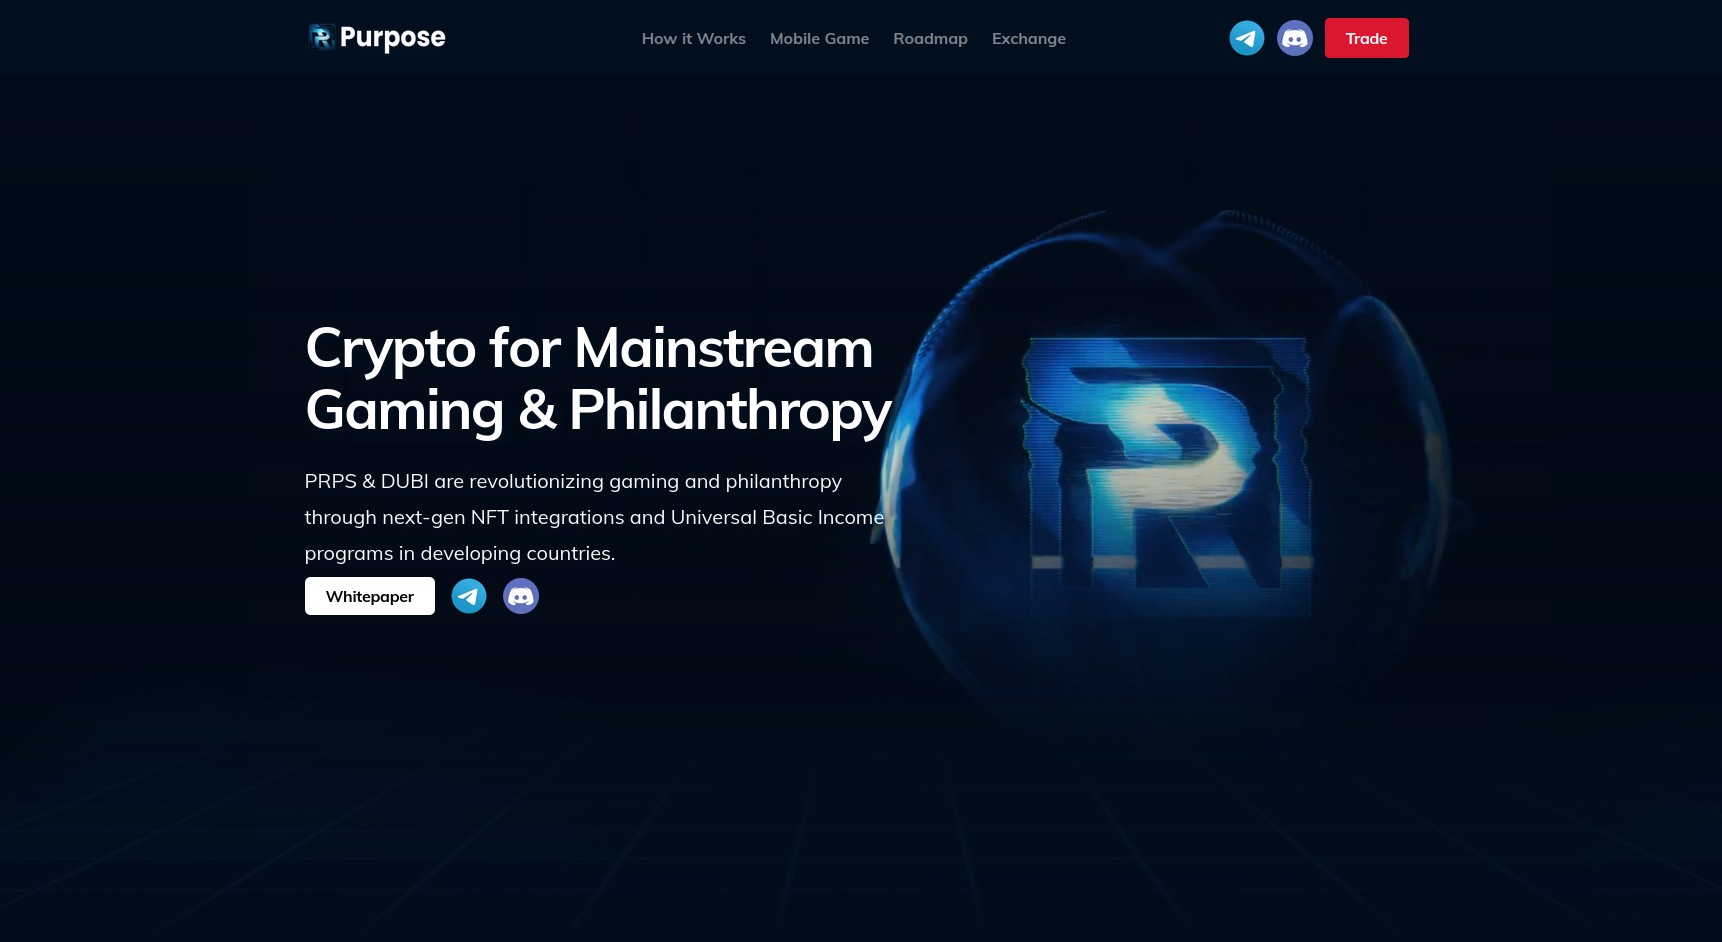 Purpose
How it Works
Mobile Game
Roadmap
Exchange
Trade
Crypto for Mainstream
Gaming & Philanthropy
PRPS & DUBI are revolutionizing gaming and philanthropy
through next-gen NFT integrations and Universal Basic Income
programs in developing countries.
Whitepaper